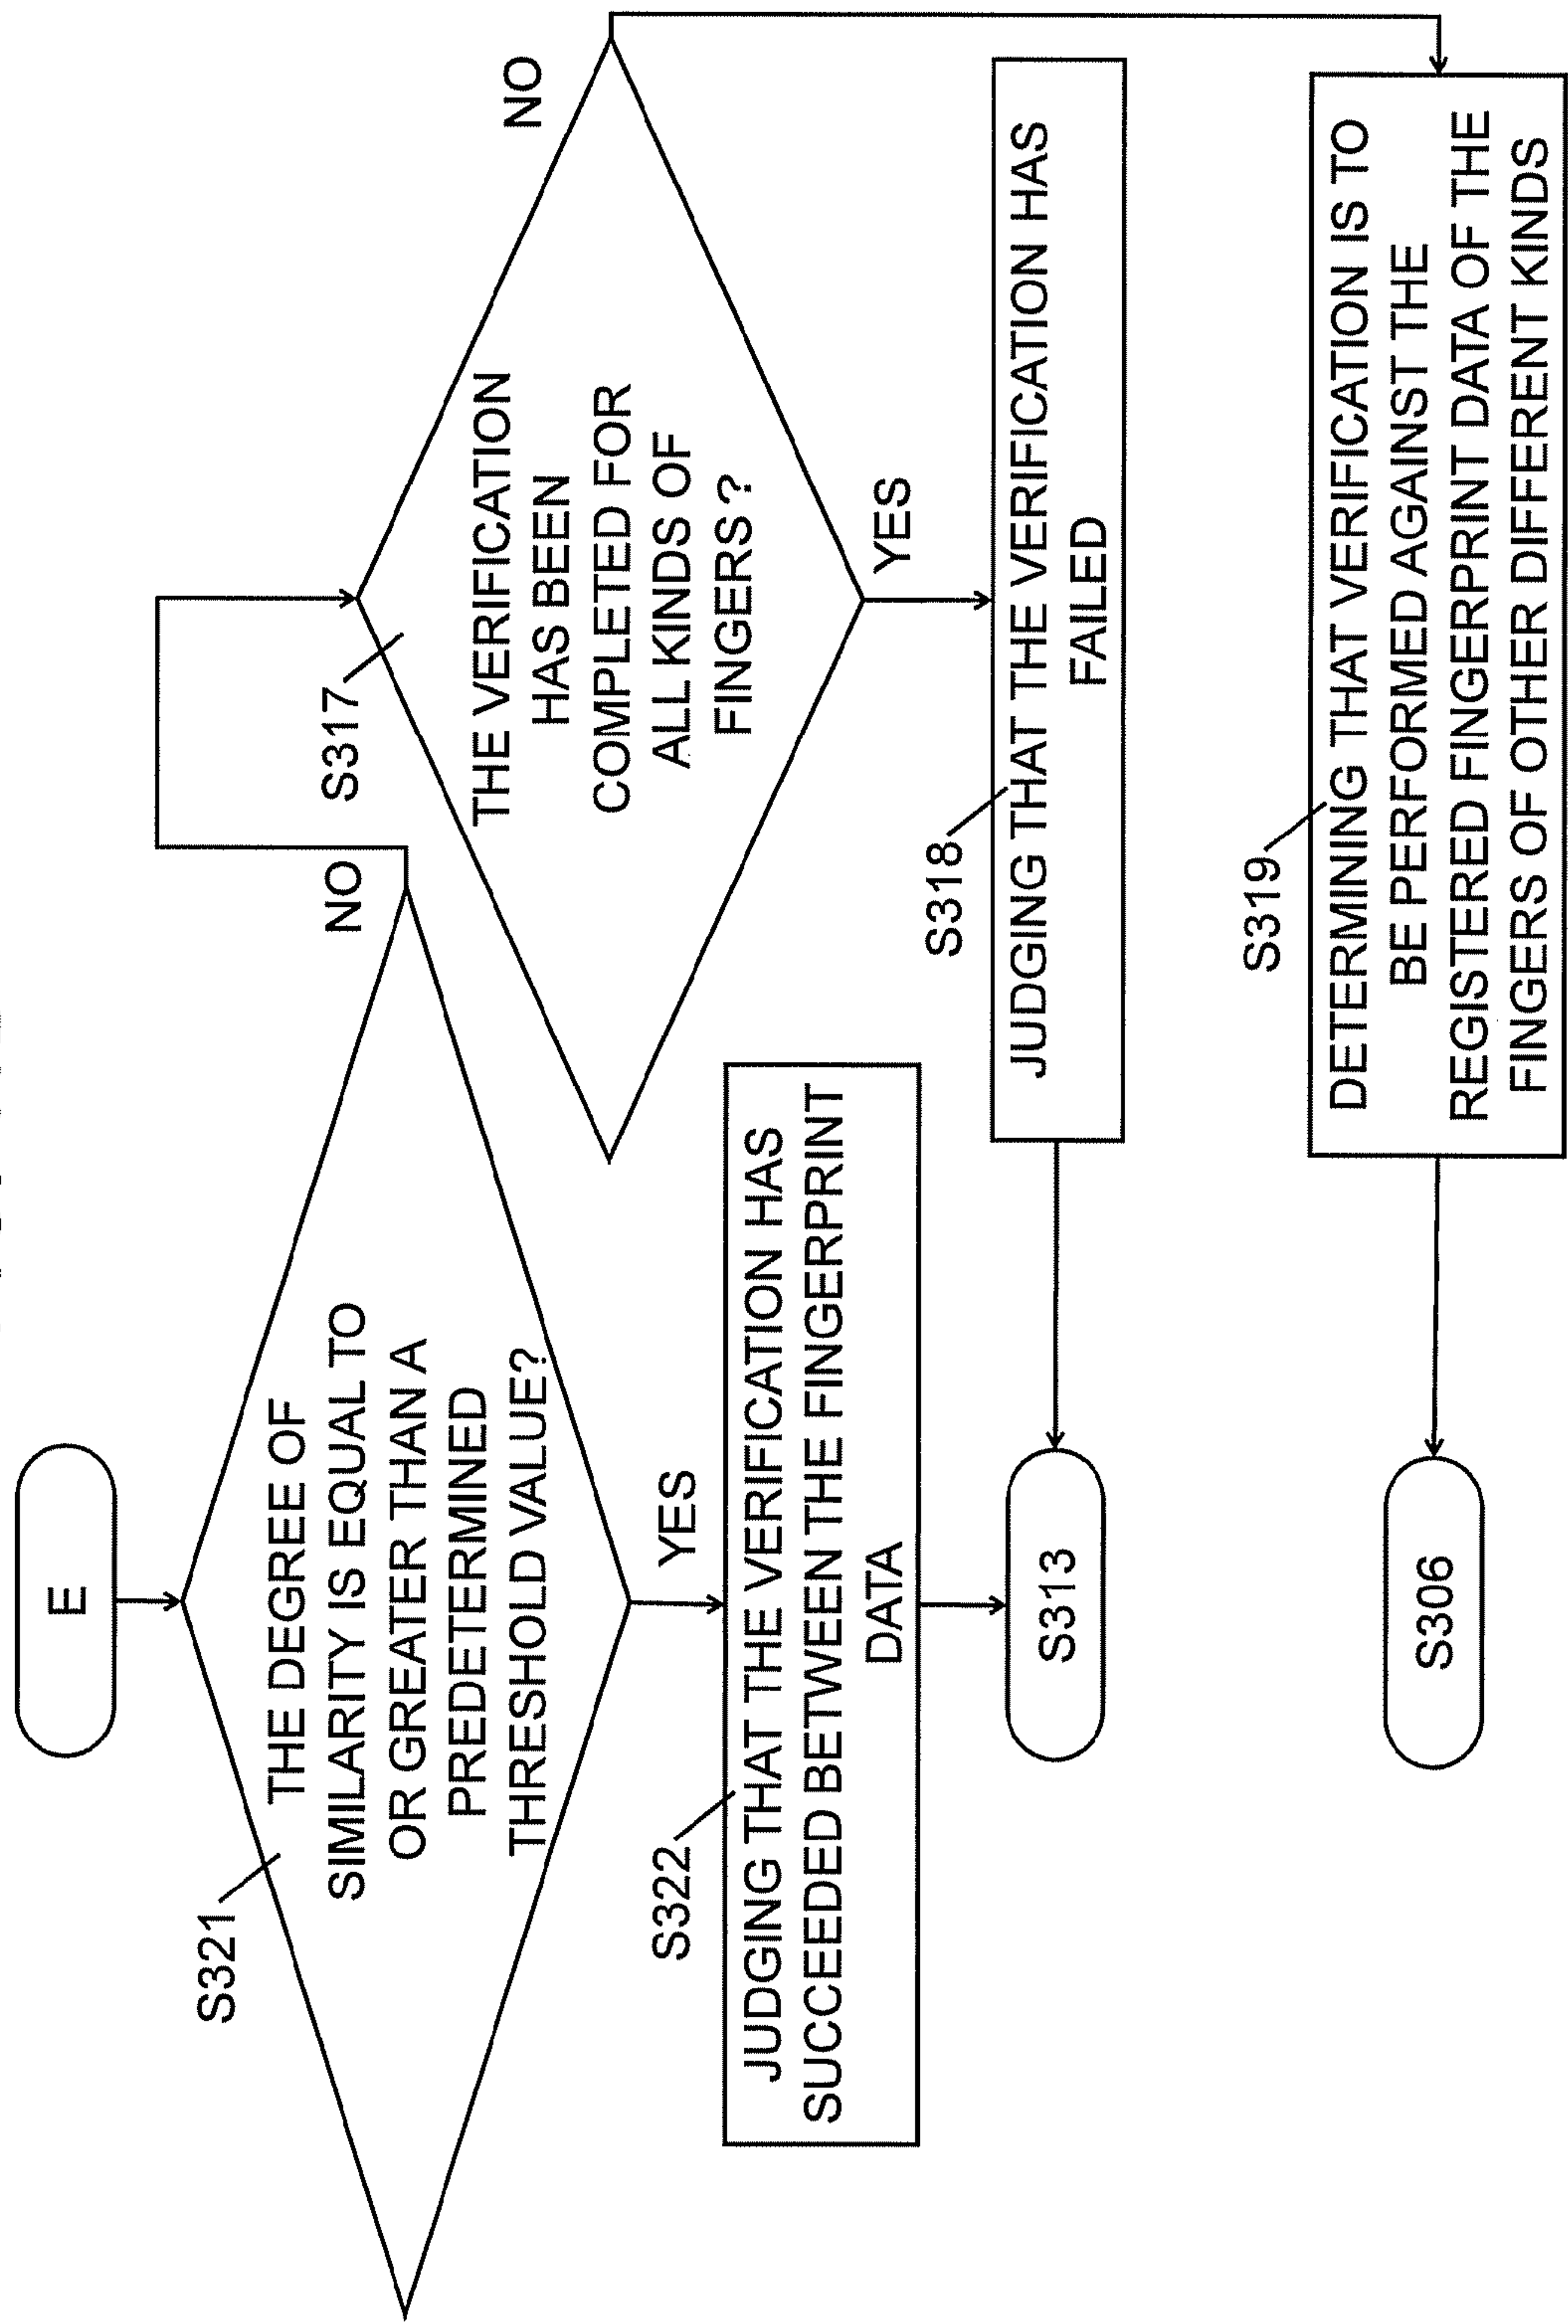 E
S321
THE DEGREE OF
SIMILARITY IS EQUAL TO
OR GREATER THAN A
PREDETERMINED
THRESHOLD VALUE?
NO
YES
S322
JUDGING THAT THE VERIFICATION HAS
SUCCEEDED BETWEEN THE FINGERPRINT
DATA
S313
S317
THE VERIFICATION
HAS BEEN
COMPLETED FOR
ALL KINDS OF
FINGERS?
NO
YES
S318
JUDGING THAT THE VERIFICATION HAS
FAILED
S319
DETERMINING THAT VERIFICATION IS TO
BE PERFORMED AGAINST THE
REGISTERED FINGERPRINT DATA OF THE
FINGERS OF OTHER DIFFERENT KINDS
S306